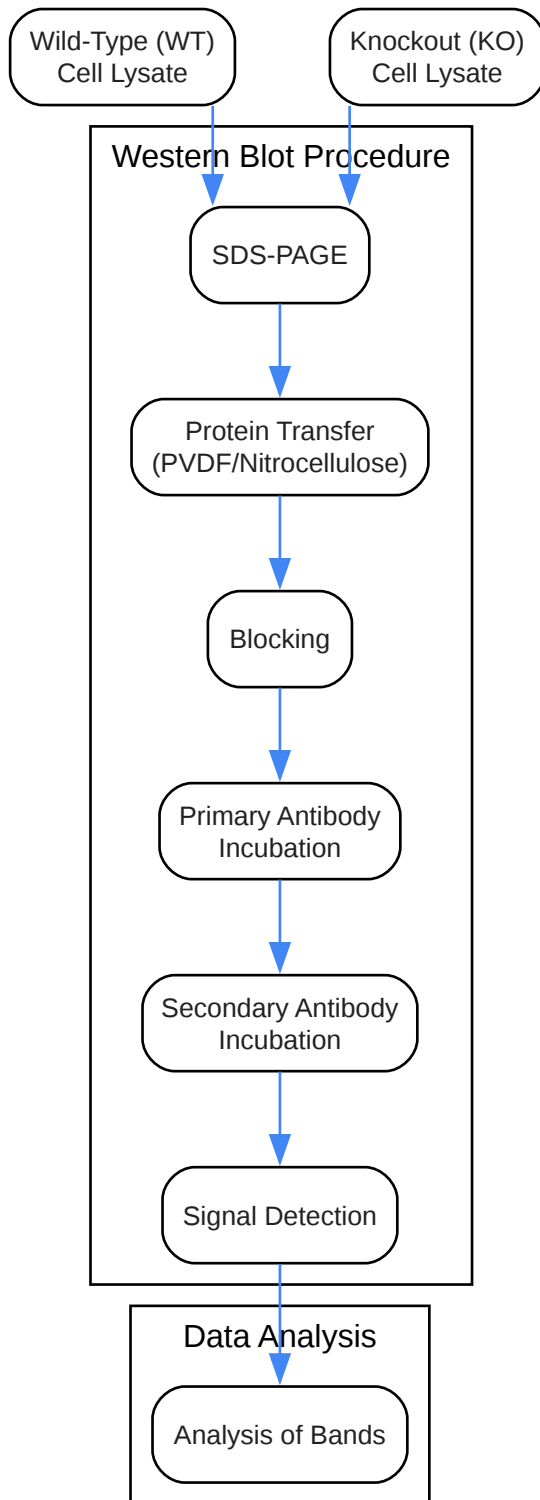 Wild-Type (WT)
Cell Lysate
Knockout (KO)
Cell Lysate
Western Blot Procedure
SDS-PAGE
Protein Transfer
(PVDF/Nitrocellulose)
Blocking
Primary Antibody
Incubation
Secondary Antibody
Incubation
Signal Detection
Data Analysis
Analysis of Bands